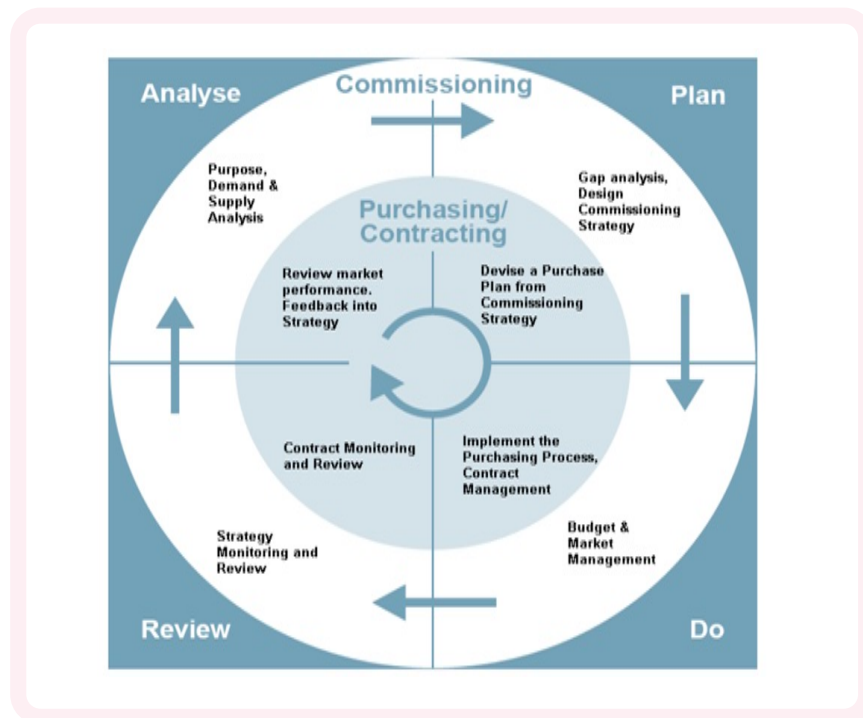 Analyse
Commissioning
Plan
Purpose,
Demand &
Supply
Analysis
Gap analysis,
Design
Commissioning
Strategy
Purchasing/
Contracting
Review market
performance.
Feedback into
Strategy
Devise a Purchase
Plan from
Commissioning
Strategy
Contract Monitoring
and Review
Implement the
Purchasing Process,
Contract
Management
Strategy
Monitoring and
Review
Budget &
Market
Management
Review
Do